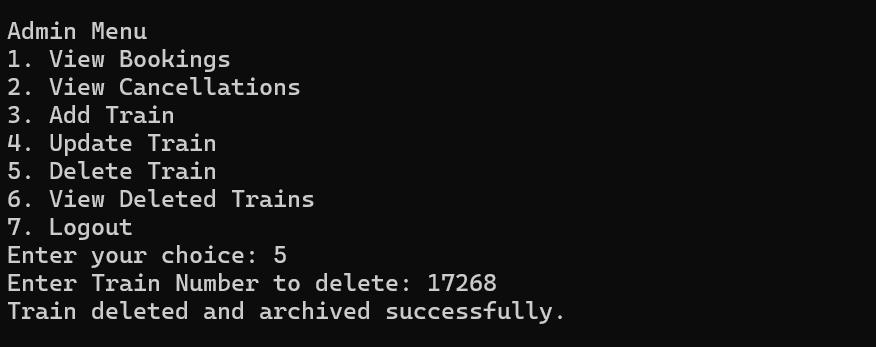 Admin Menu
1. View Bookings
2. View Cancellations
3. Add Train
4. Update Train
5. Delete Train
6. View Deleted Trains
7. Logout
Enter your choice: 5
Enter Train Number to delete: 17268
Train deleted and archived successfully.